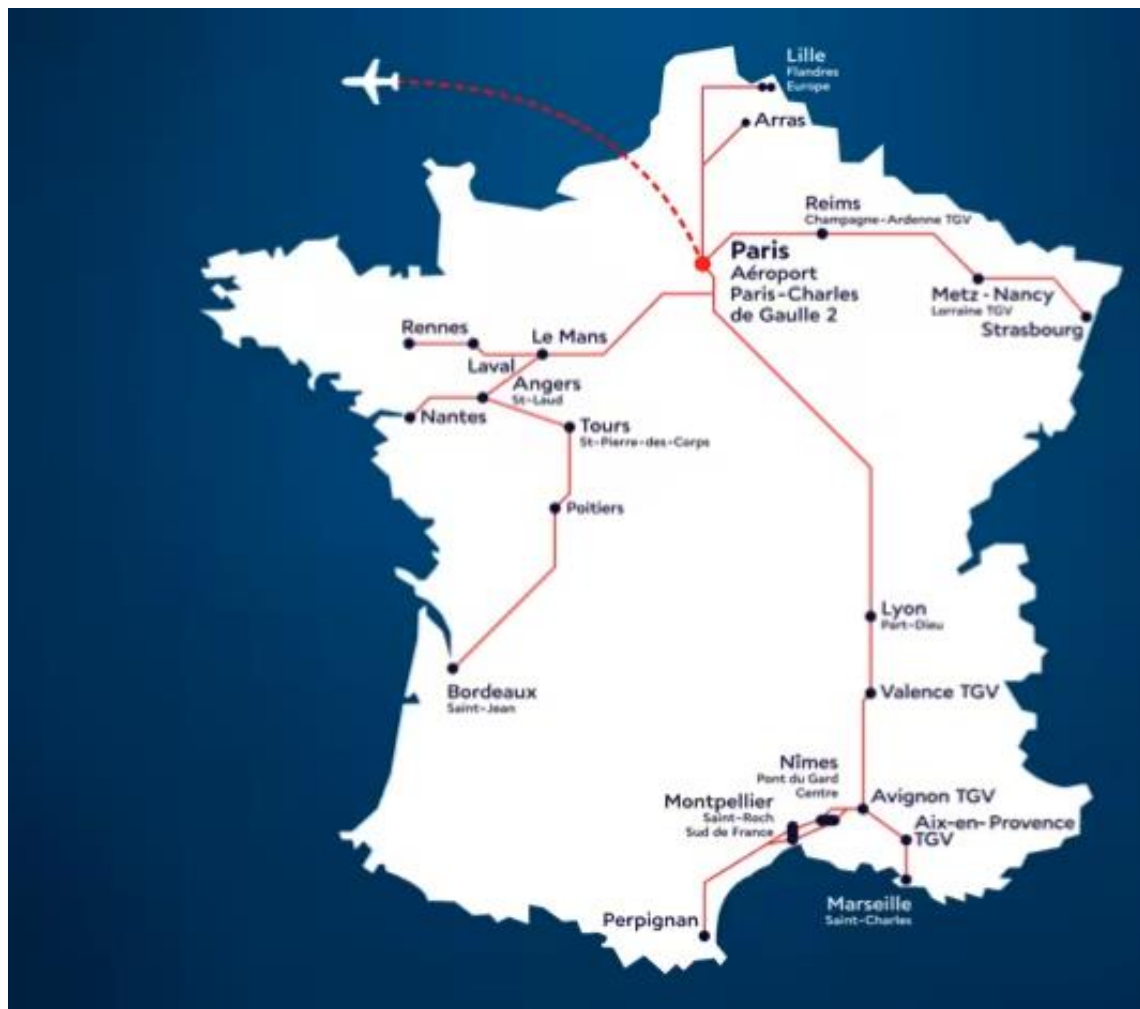 Lille
Flandres
Europe
Arras
Reims
Champagne-Ardenne TGV
Paris
Aéroport
Paris-Charles
de Gaulle 2
Metz - Nancy
Lorraine TGV
Strasbourg
Rennes
Le Mans
Laval
Angers
St-Laud
Nantes
Tours
St-Pierre-des-Corps
Poitiers
Lyon
Part-Dieu
Bordeaux
Saint-Jean
Valence TGV
Nîmes
Pont du Gard
Centre
Montpellier
Saint-Roch
Sud de France
Avignon TGV
Aix-en-Provence
TGV
Marseille
Saint-Charles
Perpignan